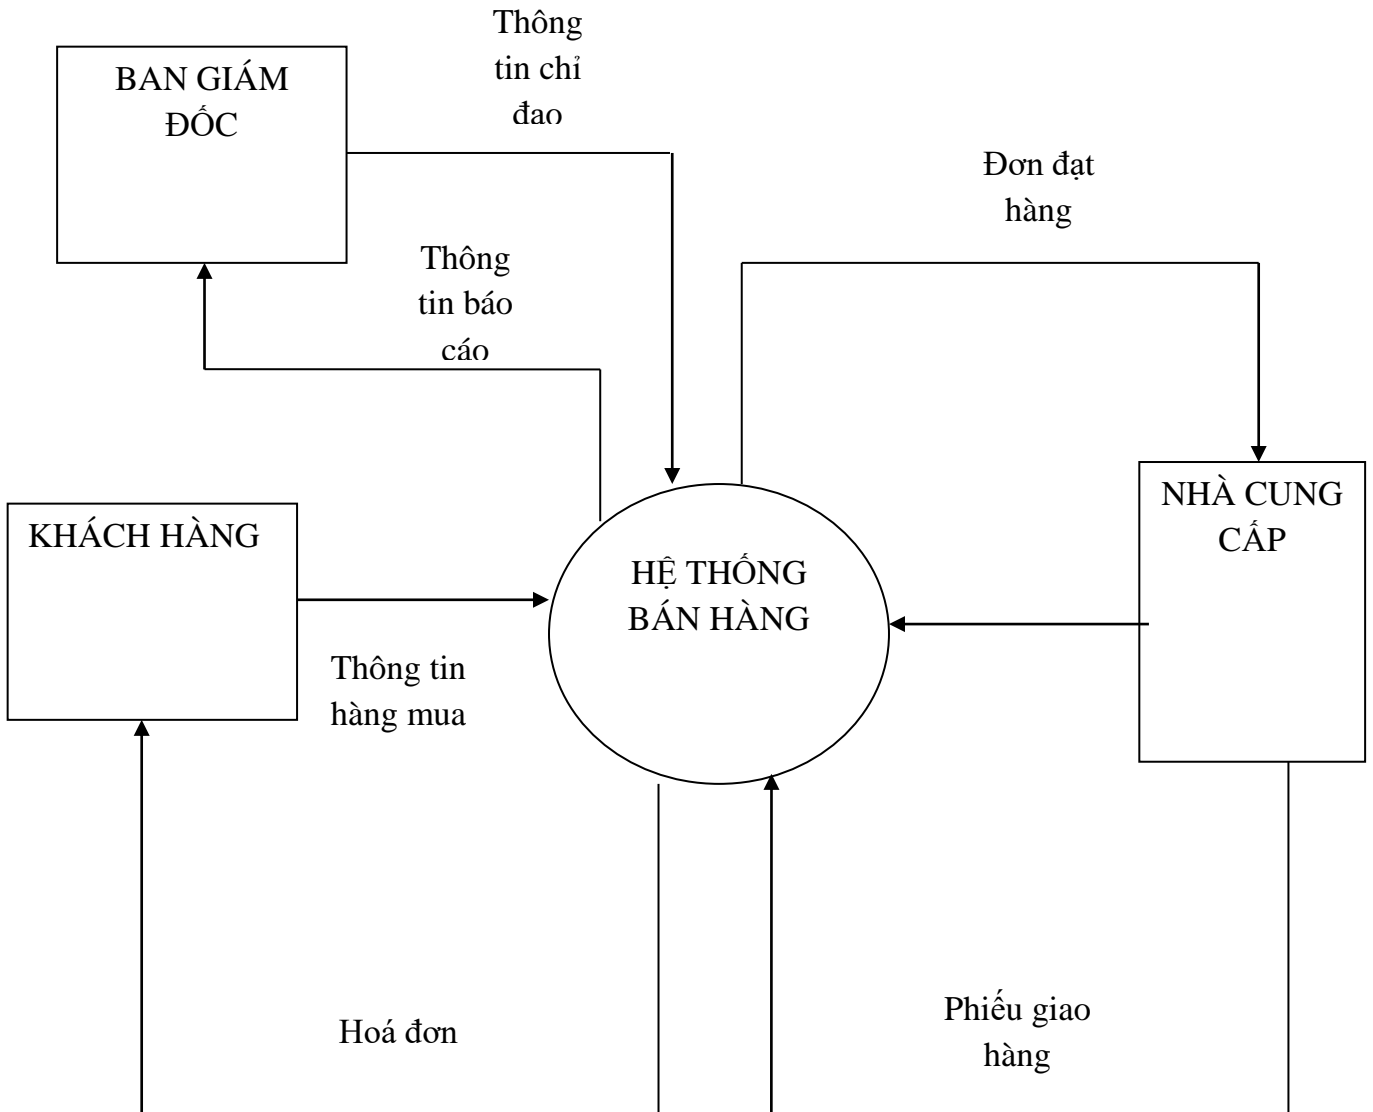 Thông
tin chỉ
đao
BAN GIÁM
ĐỐC
Đơn đạt
hàng
Thông
tin báo
cáo
NHÀ CUNG
CẤP
KHÁCH HÀNG
HỆ THỐNG
BÁN HÀNG
Thông tin
hàng mua
Hoá đơn
Phiếu giao
hàng